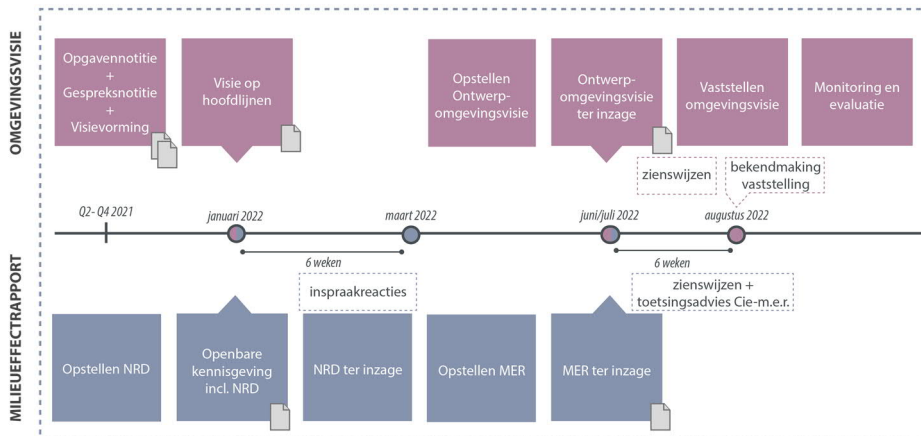 OMGEVINGSVISIE
Opgavennotitie
+
Gespreksnotitie
+
Visievorming
Visie op
hoofdlijnen
Opstellen
Ontwerp-
omgevingsvisie
Ontwerp-
omgevingsvisie
ter inzage
Vaststellen
omgevingsvisie
Monitoring en
evaluatie
zienswijzen
bekendmaking
vaststelling
Q2- Q4 2021
januari 2022
maart 2022
juni/juli 2022
augustus 2022
6 weken
6 weken
inspraakreacties
zienswijzen +
toetsingsadvies Cie-m.e.r.
MILIEUEFFECTRAPPORT
Opstellen NRD
Openbare
kennisgeving
incl. NRD
NRD ter inzage
Opstellen MER
MER ter inzage